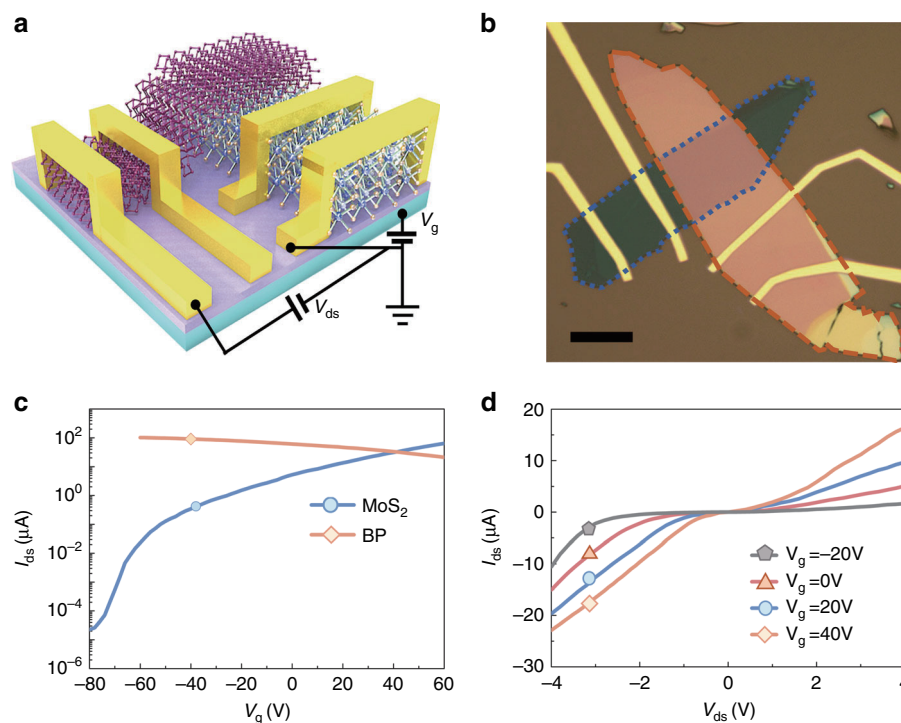 a
V_g
V_ds
b
c
I_ds (μA)
10^2
10^0
10^–2
10^–4
10^–6
MoS_2
BP
–80 –60 –40 –20 0 20 40 60
V_g (V)
d
I_ds (μA)
20
10
0
–10
–20
–30
V_g =–20V
V_g =0V
V_g =20V
V_g =40V
–4 –2 0 2 4
V_ds (V)